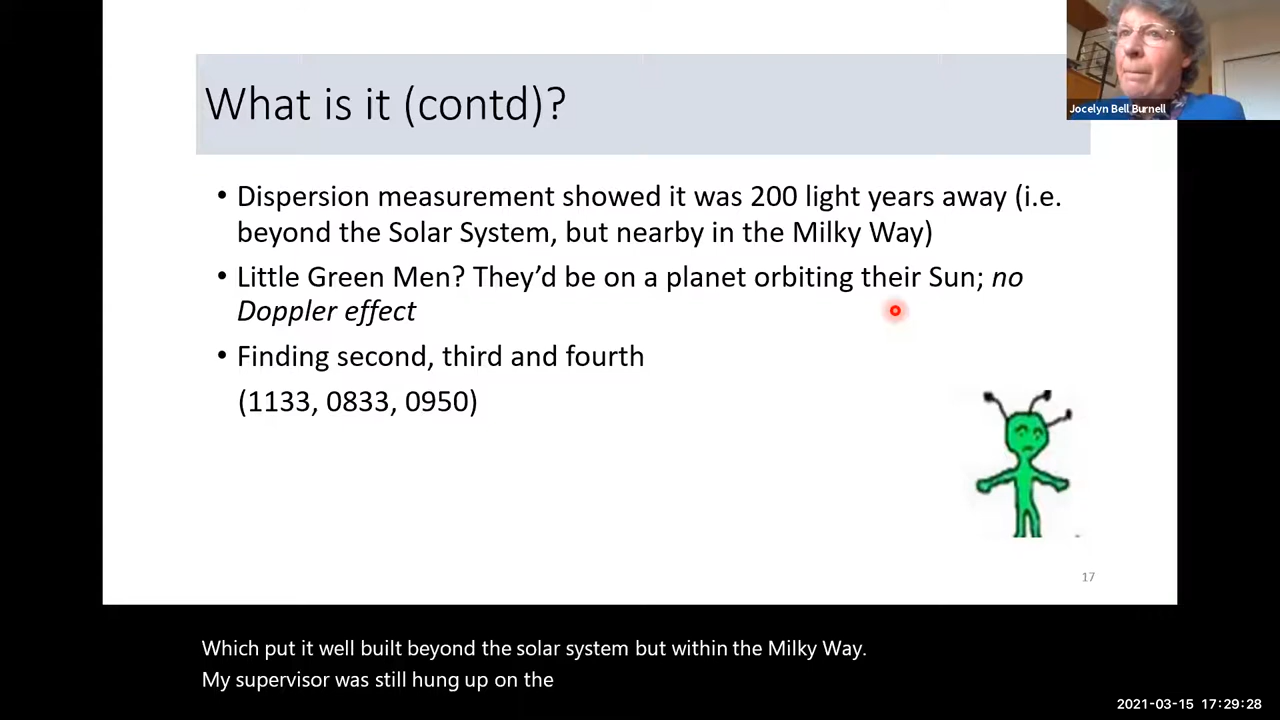 What is it (contd)?
Jocelyn Bell Burnell
• Dispersion measurement showed it was 200 light years away (i.e.
beyond the Solar System, but nearby in the Milky Way)
• Little Green Men? They’d be on a planet orbiting their Sun; no
Doppler effect
• Finding second, third and fourth
(1133, 0833, 0950)
17
Which put it well built beyond the solar system but within the Milky Way.
My supervisor was still hung up on the
2021-03-15 17:29:28